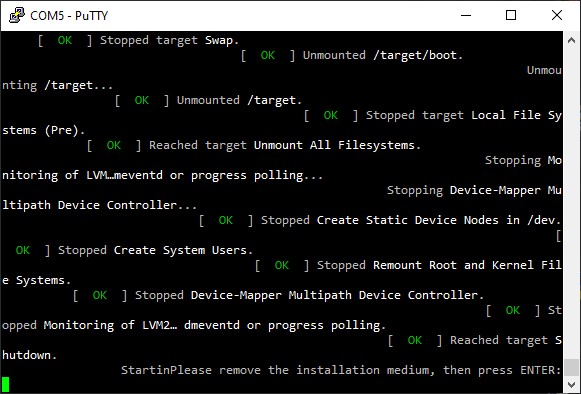 COM5 - PuTTY
[  OK  ] Stopped target Swap.
[  OK  ] Unmounted /target/boot.
Unmou
nting /target...
[  OK  ] Unmounted /target.
[  OK  ] Stopped target Local File Sy
stems (Pre).
[  OK  ] Reached target Unmount All Filesystems.
Stopping Mo
nitoring of LVM…meventd or progress polling...
Stopping Device-Mapper Mu
ltipath Device Controller...
[  OK  ] Stopped Create Static Device Nodes in /dev.
[
OK  ] Stopped Create System Users.
[  OK  ] Stopped Remount Root and Kernel Fil
e Systems.
[  OK  ] Stopped Device-Mapper Multipath Device Controller.
[  OK  ] St
opped Monitoring of LVM2… dmeventd or progress polling.
[  OK  ] Reached target S
hutdown.
StartinPlease remove the installation medium, then press ENTER: